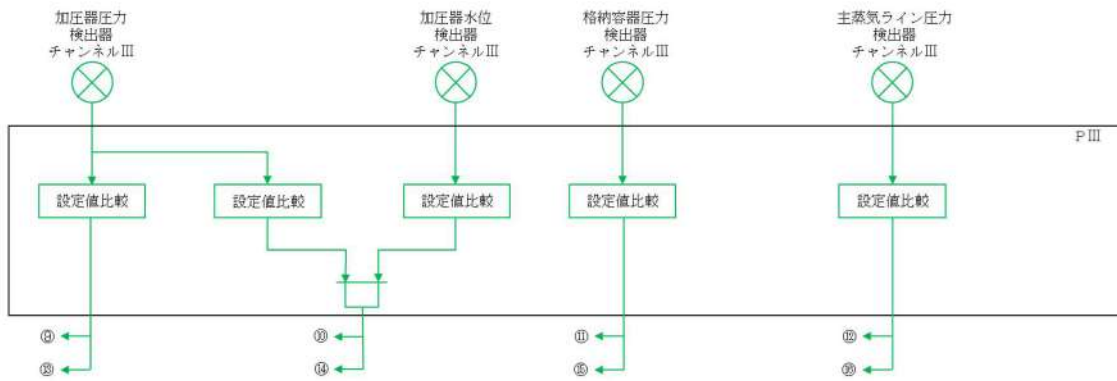 加圧器圧力
検出器
チャンネルⅢ
加圧器水位
検出器
チャンネルⅢ
格納容器圧力
検出器
チャンネルⅢ
主蒸気ライン圧力
検出器
チャンネルⅢ
PⅢ
設定値比較
設定値比較
設定値比較
設定値比較
設定値比較
⑨
⑩
⑪
⑫
⑬
⑭
⑮
⑯